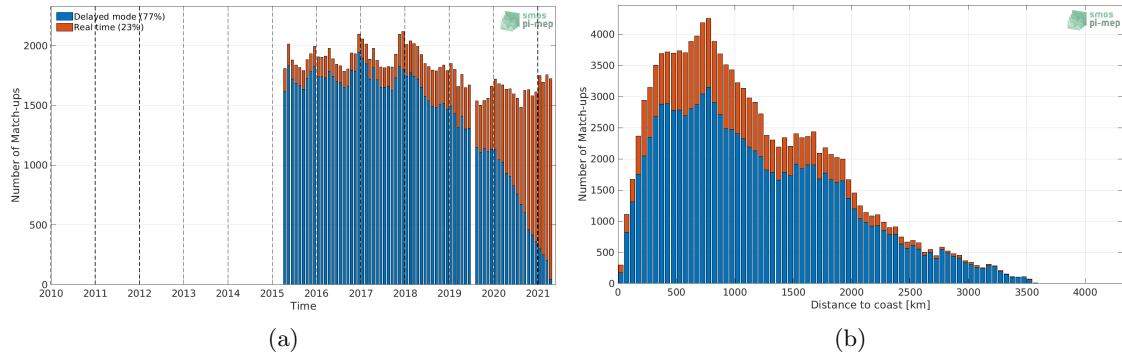 Delayed mode (77%)
Real time (23%)
smos
pi-mep
Number of Match-ups
2000
1500
1000
500
0
2010 2011 2012 2013 2014 2015 2016 2017 2018 2019 2020 2021
Time
(a)
smos
pi-mep
Number of Match-ups
4000
3500
3000
2500
2000
1500
1000
500
0
0 500 1000 1500 2000 2500 3000 3500 4000
Distance to coast [km]
(b)